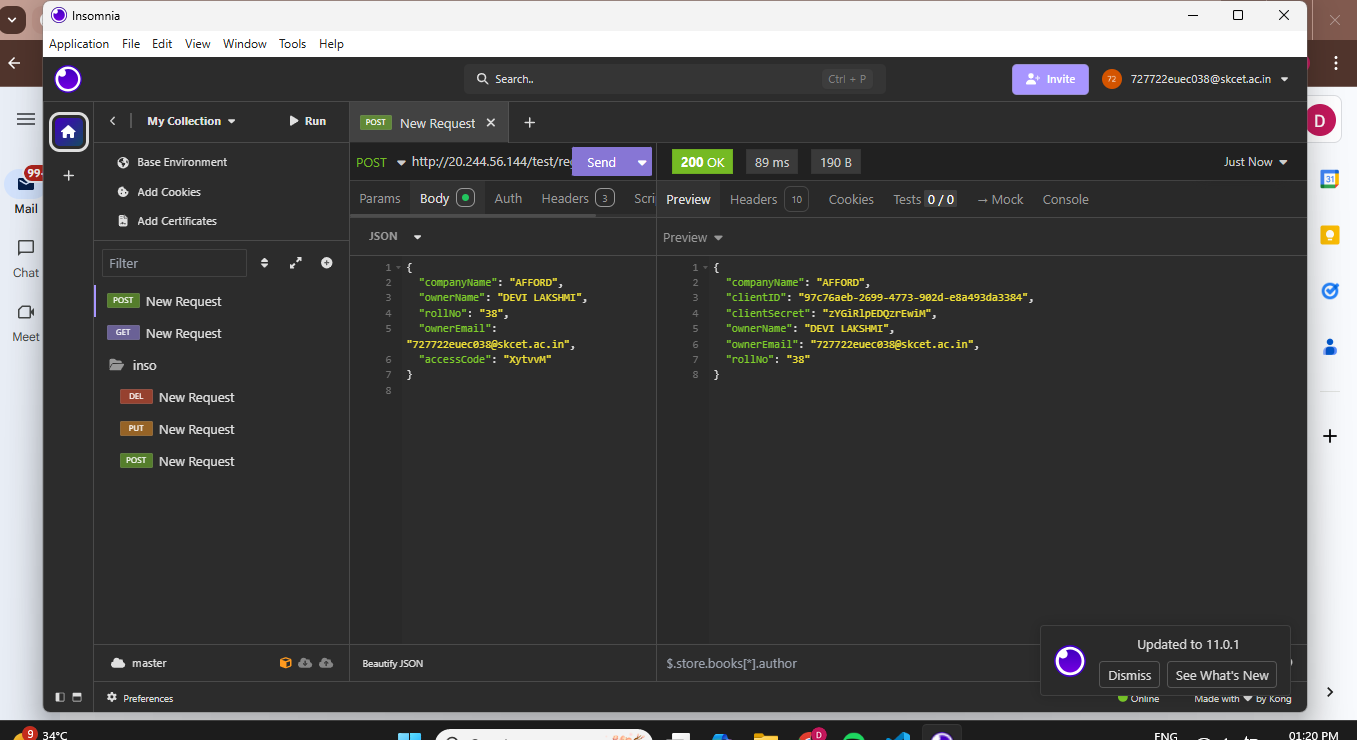 Insomnia
Application File Edit View Window Tools Help
Search.. Ctrl + P
Invite
72 727722euec038@skcet.ac.in
My Collection Run
POST New Request
POST http://20.244.56.144/test/re Send
200 OK 89 ms 190 B Just Now
Base Environment
Add Cookies
Add Certificates
Params Body Auth Headers 3 Scri
Preview Headers 10 Cookies Tests 0 / 0 → Mock Console
JSON
Preview
Filter
POST New Request
GET New Request
inso
DEL New Request
PUT New Request
POST New Request
1 {
2 "companyName": "AFFORD",
3 "ownerName": "DEVI LAKSHMI",
4 "rollNo": "38",
5 "ownerEmail":
"727722euec038@skcet.ac.in",
6 "accessCode": "XytvvM"
7 }
8
1 {
2 "companyName": "AFFORD",
3 "clientID": "97c76aeb-2699-4773-902d-e8a493da3384",
4 "clientSecret": "zYGiRlpEDQzrEwiM",
5 "ownerName": "DEVI LAKSHMI",
6 "ownerEmail": "727722euec038@skcet.ac.in",
7 "rollNo": "38"
8 }
master
Beautify JSON
$.store.books[*].author
Updated to 11.0.1
Dismiss See What's New
Preferences
Online Made with ❤ by Kong
99+
Mail
Chat
Meet
D
31
9 34°C
D
ENG
01:20 PM